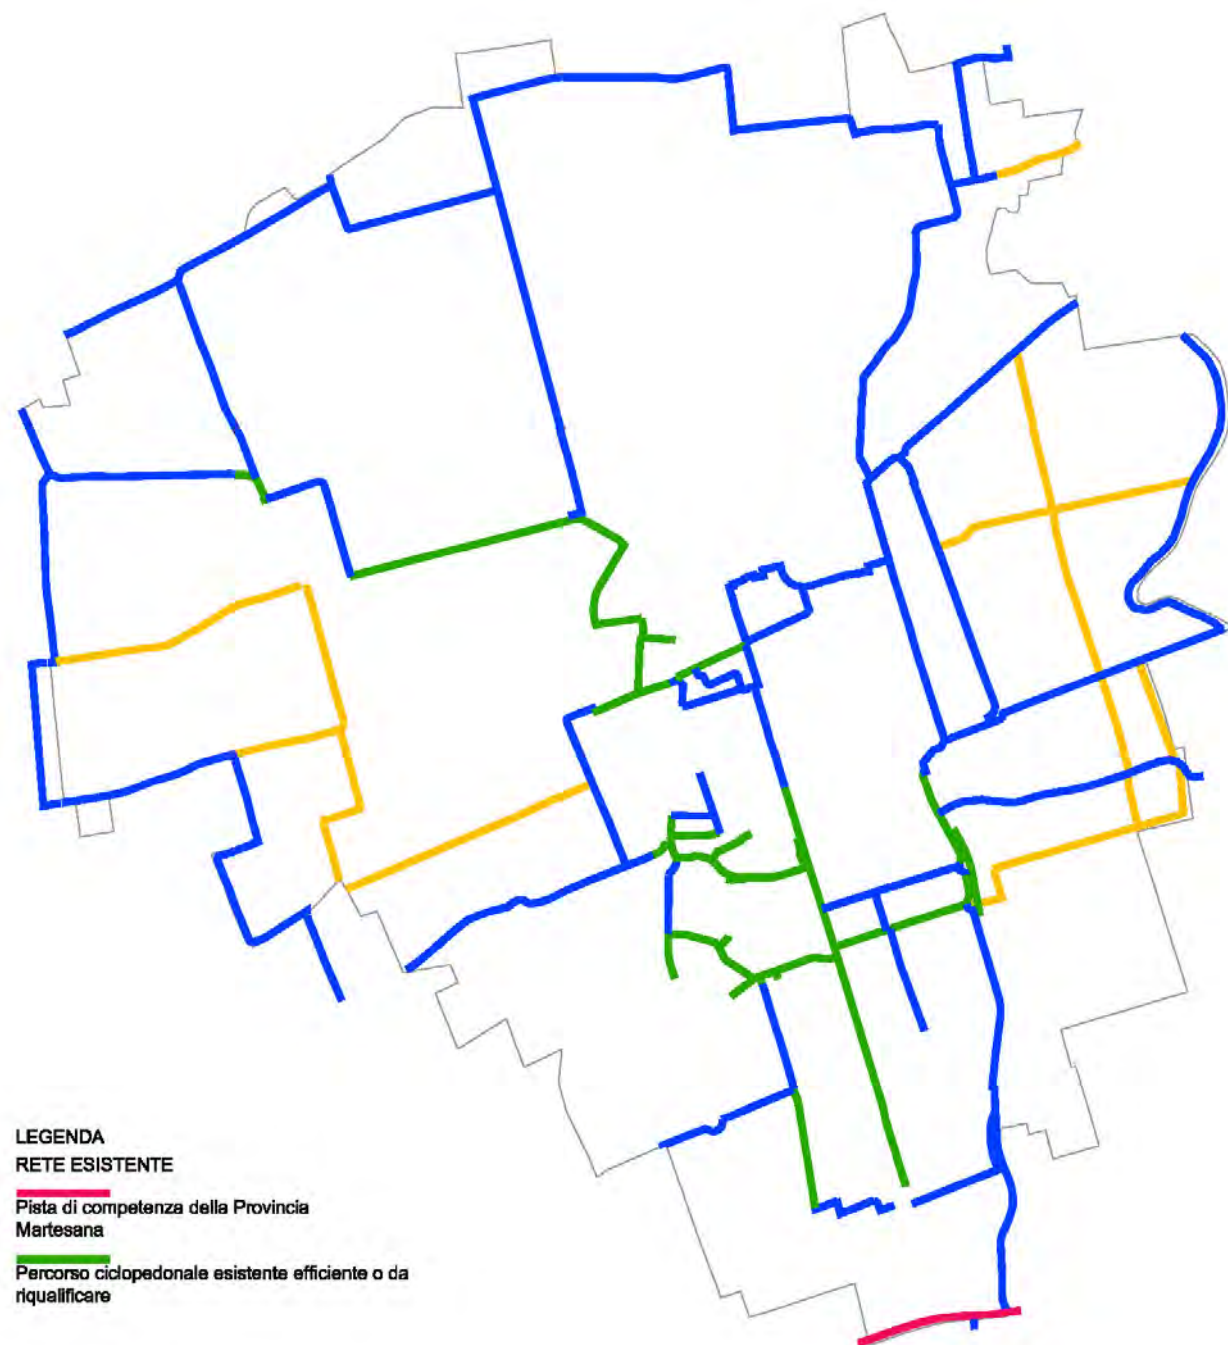 LEGENDA
RETE ESISTENTE
Pista di competenza della Provincia
Martesana
Percorso ciclopedonale esistente efficiente o da
riqualificare